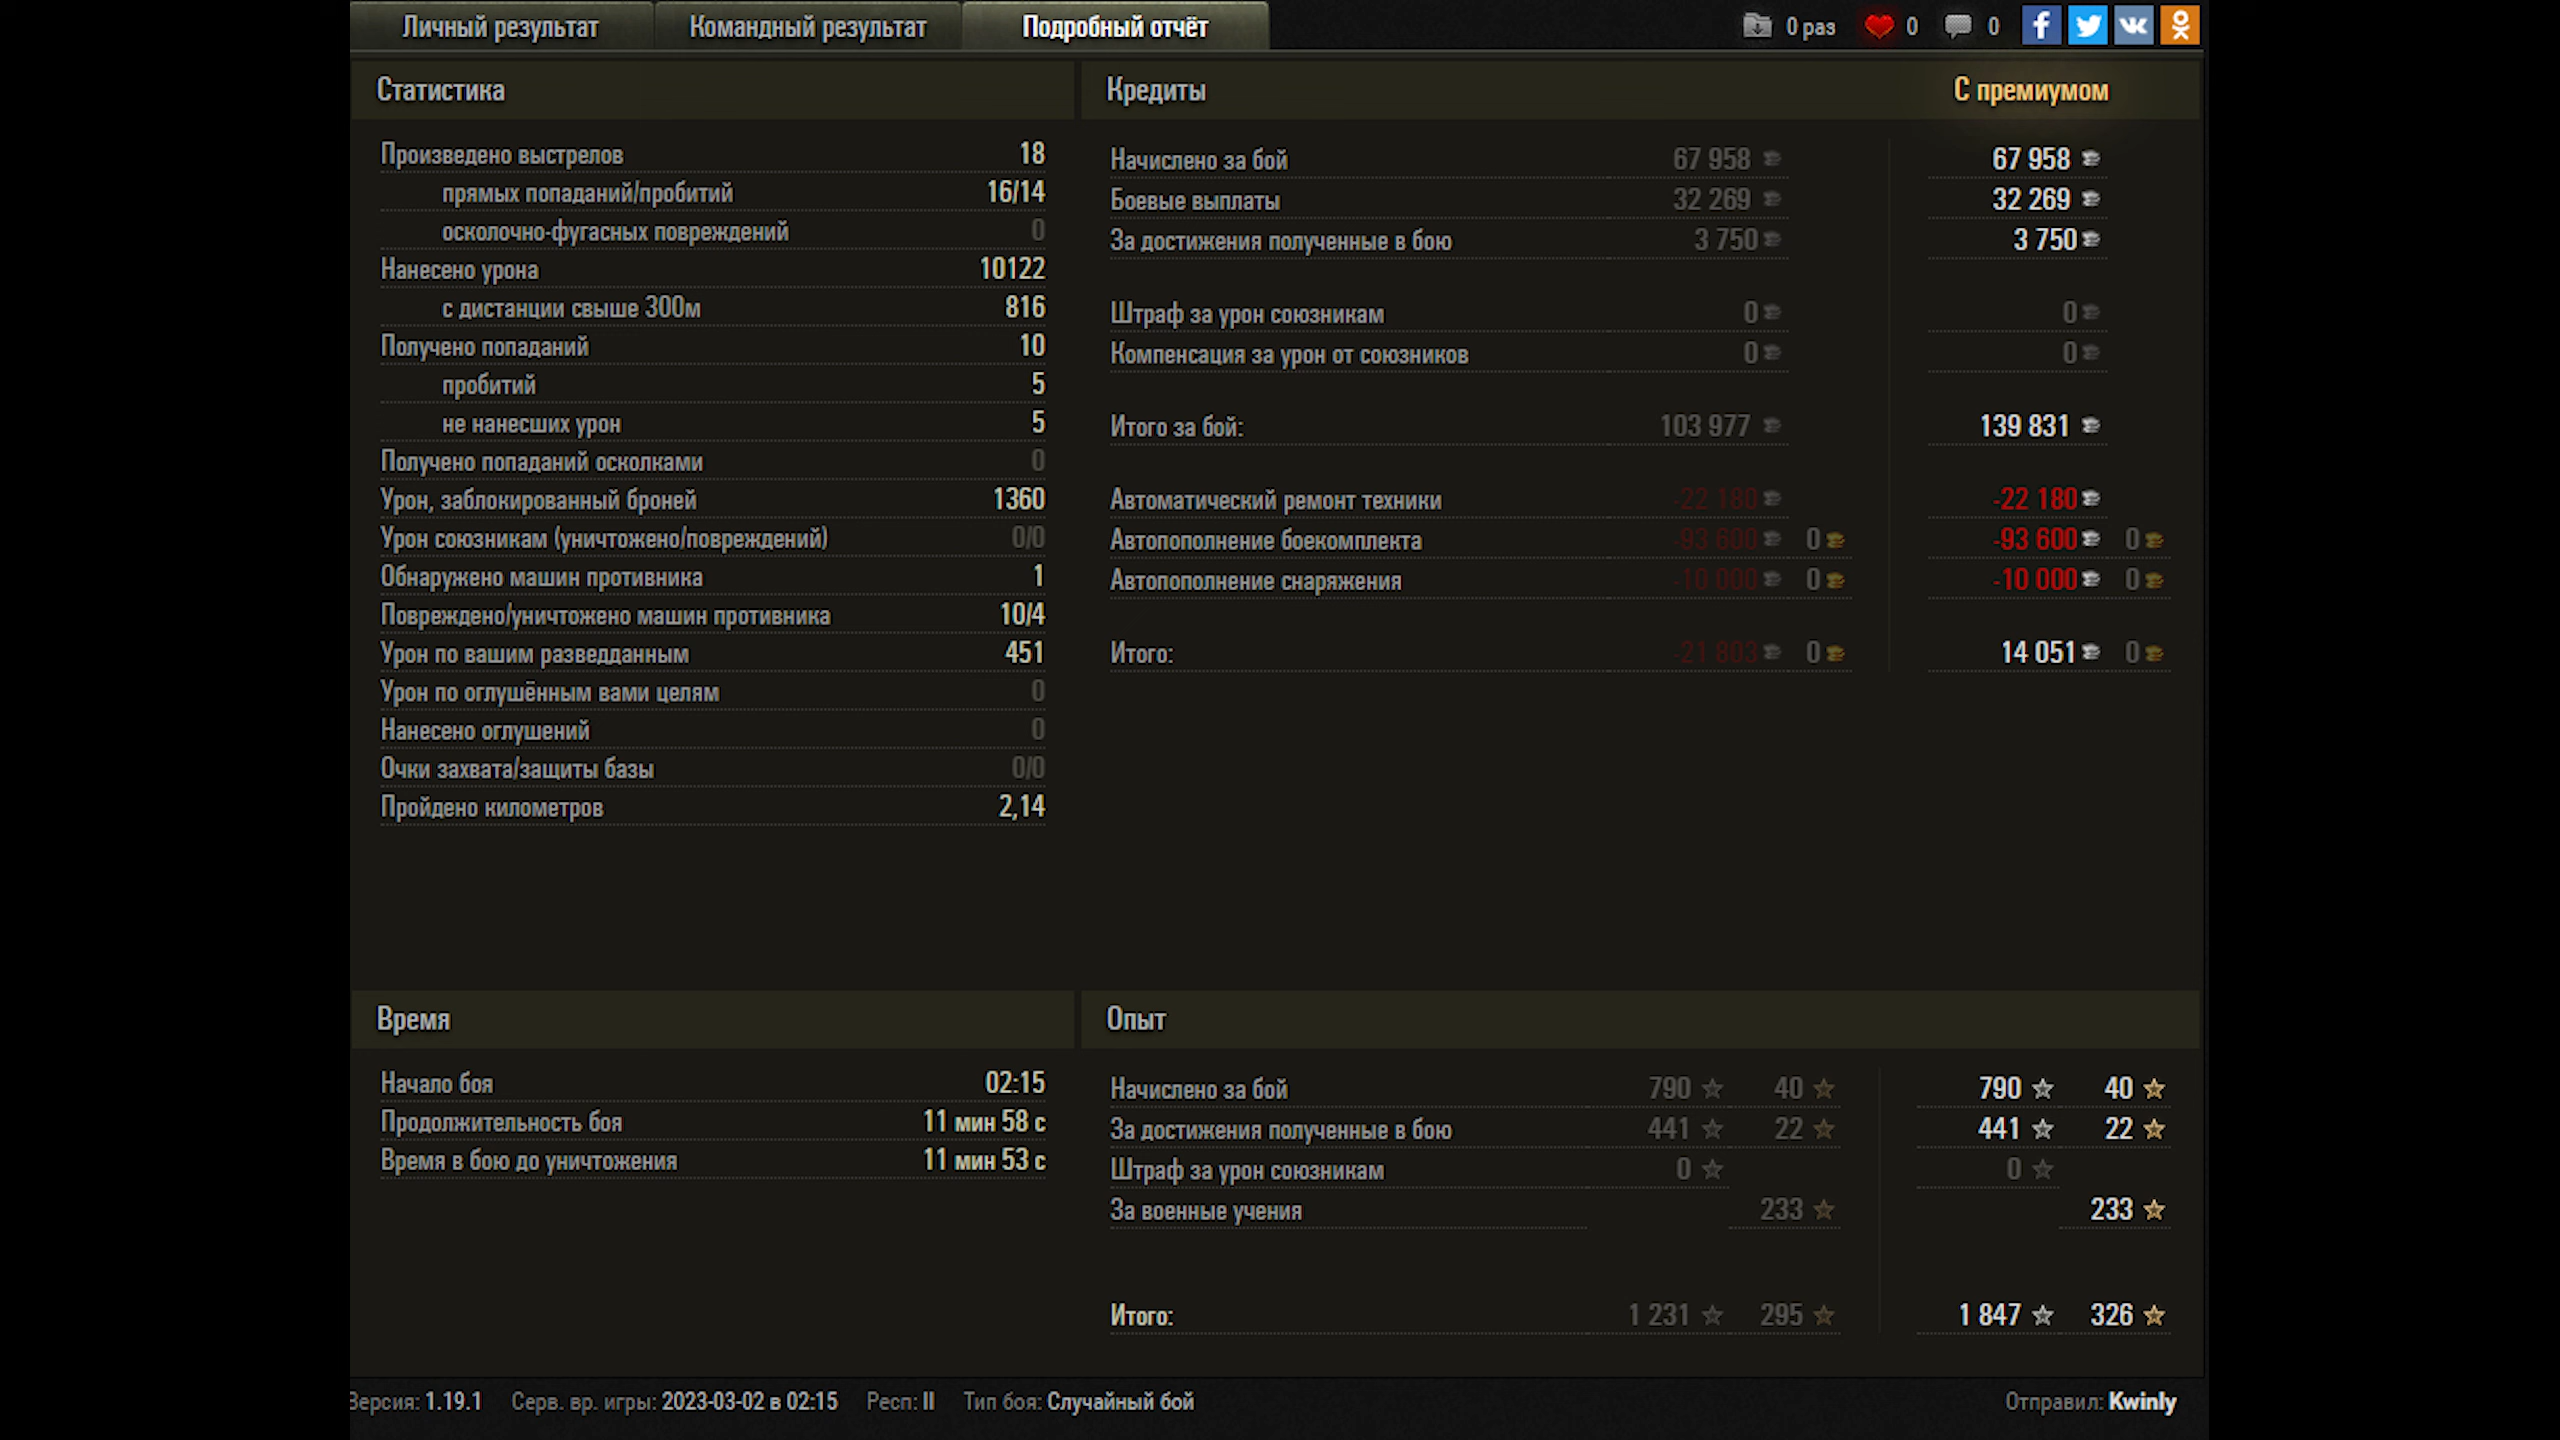 Личный результат Командный результат Подробный отчёт 0 раз 0 0
Статистика
Произведено выстрелов 18
прямых попаданий/пробитий 16/14
осколочно-фугасных повреждений 0
Нанесено урона 10122
с дистанции свыше 300м 816
Получено попаданий 10
пробитий 5
не нанесших урон 5
Получено попаданий осколками 0
Урон, заблокированный броней 1360
Урон союзникам (уничтожено/повреждений) 0/0
Обнаружено машин противника 1
Повреждено/уничтожено машин противника 10/4
Урон по вашим разведданным 451
Урон по оглушённым вами целям 0
Нанесено оглушений 0
Очки захвата/защиты базы 0/0
Пройдено километров 2,14
Кредиты С премиумом
Начислено за бой 67 958 67 958
Боевые выплаты 32 269 32 269
За достижения полученные в бою 3 750 3 750
Штраф за урон союзникам 0 0
Компенсация за урон от союзников 0 0
Итого за бой: 103 977 139 831
Автоматический ремонт техники -22 180 -22 180
Автопополнение боекомплекта -93 600 0 -93 600 0
Автопополнение снаряжения -10 000 0 -10 000 0
Итого: -21 803 0 14 051 0
Время
Начало боя 02:15
Продолжительность боя 11 мин 58 с
Время в бою до уничтожения 11 мин 53 с
Опыт
Начислено за бой 790 40 790 40
За достижения полученные в бою 441 22 441 22
Штраф за урон союзникам 0 0
За военные учения 233 233
Итого: 1 231 295 1 847 326
Версия: 1.19.1 Серв. вр. игры: 2023-03-02 в 02:15 Респ: II Тип боя: Случайный бой Отправил: Kwinly